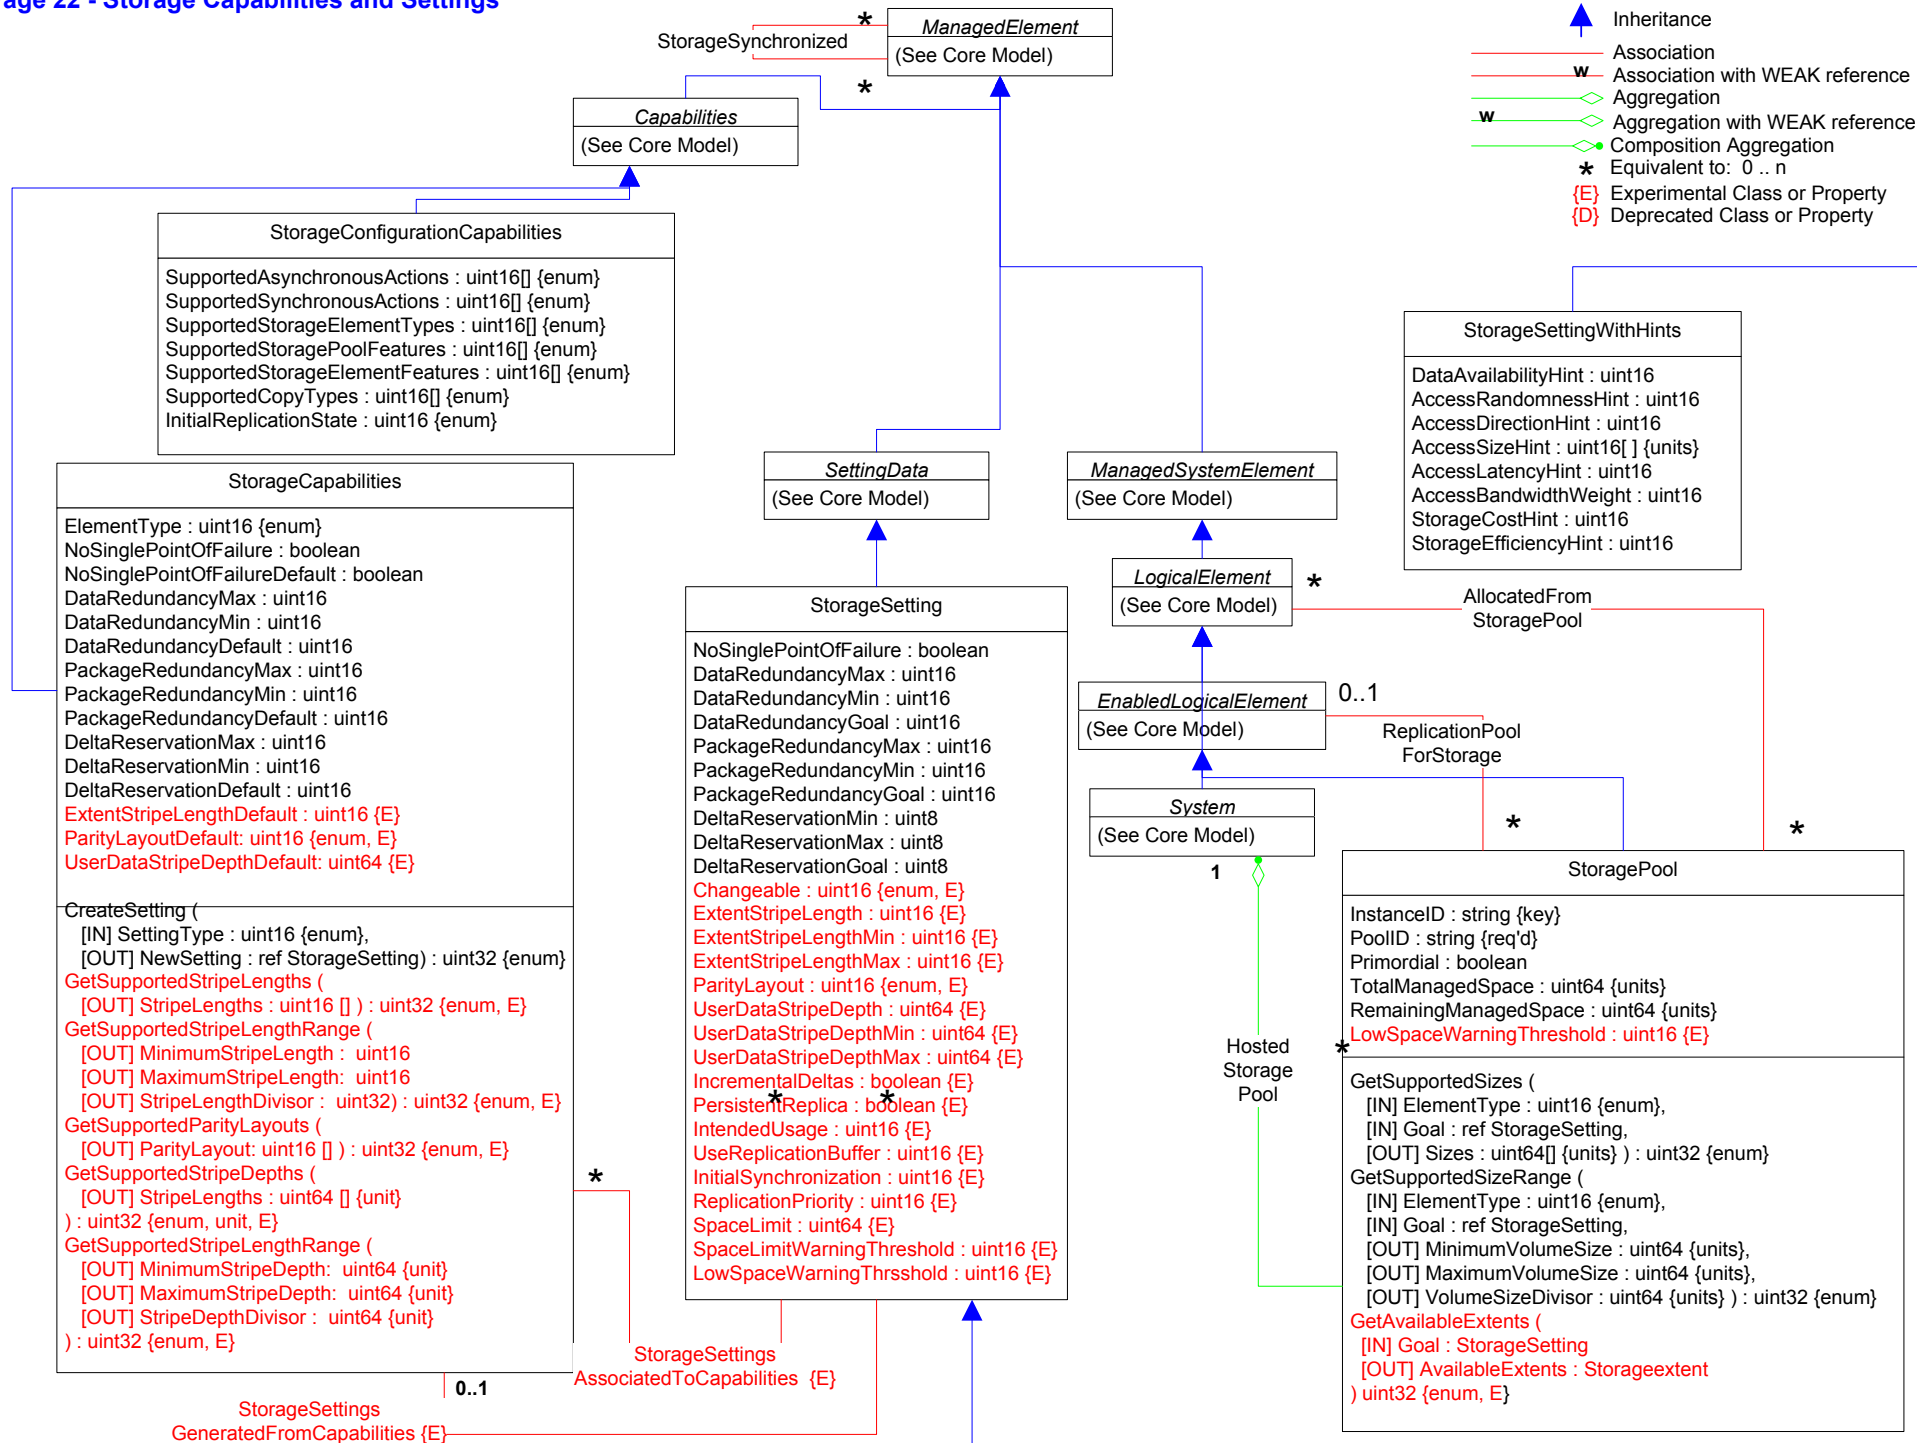 age 22 - Storage Capabilities and Settings
*
StorageSynchronized
*
ManagedElement
(See Core Model)
Inheritance
Association
w
Association with WEAK reference
Aggregation
w
Aggregation with WEAK reference
Composition Aggregation
* Equivalent to: 0 .. n
{E} Experimental Class or Property
{D} Deprecated Class or Property
Capabilities
(See Core Model)
StorageConfigurationCapabilities
SupportedAsynchronousActions : uint16[] {enum}
SupportedSynchronousActions : uint16[] {enum}
SupportedStorageElementTypes : uint16[] {enum}
SupportedStoragePoolFeatures : uint16[] {enum}
SupportedStorageElementFeatures : uint16[] {enum}
SupportedCopyTypes : uint16[] {enum}
InitialReplicationState : uint16 {enum}
StorageSettingWithHints
DataAvailabilityHint : uint16
AccessRandomnessHint : uint16
AccessDirectionHint : uint16
AccessSizeHint : uint16[ ] {units}
AccessLatencyHint : uint16
AccessBandwidthWeight : uint16
StorageCostHint : uint16
StorageEfficiencyHint : uint16
StorageCapabilities
ElementType : uint16 {enum}
NoSinglePointOfFailure : boolean
NoSinglePointOfFailureDefault : boolean
DataRedundancyMax : uint16
DataRedundancyMin : uint16
DataRedundancyDefault : uint16
PackageRedundancyMax : uint16
PackageRedundancyMin : uint16
PackageRedundancyDefault : uint16
DeltaReservationMax : uint16
DeltaReservationMin : uint16
DeltaReservationDefault : uint16
ExtentStripeLengthDefault : uint16 {E}
ParityLayoutDefault: uint16 {enum, E}
UserDataStripeDepthDefault: uint64 {E}
CreateSetting (
[IN] SettingType : uint16 {enum},
[OUT] NewSetting : ref StorageSetting) : uint32 {enum}
GetSupportedStripeLengths (
[OUT] StripeLengths : uint16 [] ) : uint32 {enum, E}
GetSupportedStripeLengthRange (
[OUT] MinimumStripeLength :  uint16
[OUT] MaximumStripeLength:  uint16
[OUT] StripeLengthDivisor :  uint32) : uint32 {enum, E}
GetSupportedParityLayouts (
[OUT] ParityLayout: uint16 [] ) : uint32 {enum, E}
GetSupportedStripeDepths (
[OUT] StripeLengths : uint64 [] {unit}
) : uint32 {enum, unit, E}
GetSupportedStripeLengthRange (
[OUT] MinimumStripeDepth:  uint64 {unit}
[OUT] MaximumStripeDepth:  uint64 {unit}
[OUT] StripeDepthDivisor :  uint64 {unit}
) : uint32 {enum, E}
SettingData
(See Core Model)
ManagedSystemElement
(See Core Model)
LogicalElement
(See Core Model)
*
AllocatedFrom
StoragePool
*
EnabledLogicalElement
(See Core Model)
0..1
ReplicationPool
ForStorage
*
System
(See Core Model)
1
Hosted
Storage
Pool
*
StorageSetting
NoSinglePointOfFailure : boolean
DataRedundancyMax : uint16
DataRedundancyMin : uint16
DataRedundancyGoal : uint16
PackageRedundancyMax : uint16
PackageRedundancyMin : uint16
PackageRedundancyGoal : uint16
DeltaReservationMin : uint8
DeltaReservationMax : uint8
DeltaReservationGoal : uint8
Changeable : uint16 {enum, E}
ExtentStripeLength : uint16 {E}
ExtentStripeLengthMin : uint16 {E}
ExtentStripeLengthMax : uint16 {E}
ParityLayout : uint16 {enum, E}
UserDataStripeDepth : uint64 {E}
UserDataStripeDepthMin : uint64 {E}
UserDataStripeDepthMax : uint64 {E}
IncrementalDeltas : boolean {E}
* *
PersistentReplica : boolean {E}
IntendedUsage : uint16 {E}
UseReplicationBuffer : uint16 {E}
InitialSynchronization : uint16 {E}
ReplicationPriority : uint16 {E}
SpaceLimit : uint64 {E}
SpaceLimitWarningThreshold : uint16 {E}
LowSpaceWarningThrsshold : uint16 {E}
StoragePool
InstanceID : string {key}
PoolID : string {req'd}
Primordial : boolean
TotalManagedSpace : uint64 {units}
RemainingManagedSpace : uint64 {units}
LowSpaceWarningThreshold : uint16 {E}
GetSupportedSizes (
[IN] ElementType : uint16 {enum},
[IN] Goal : ref StorageSetting,
[OUT] Sizes : uint64[] {units} ) : uint32 {enum}
GetSupportedSizeRange (
[IN] ElementType : uint16 {enum},
[IN] Goal : ref StorageSetting,
[OUT] MinimumVolumeSize : uint64 {units},
[OUT] MaximumVolumeSize : uint64 {units},
[OUT] VolumeSizeDivisor : uint64 {units} ) : uint32 {enum}
GetAvailableExtents (
[IN] Goal : StorageSetting
[OUT] AvailableExtents : Storageextent
) uint32 {enum, E}
*
StorageSettings
AssociatedToCapabilities {E}
0..1
StorageSettings
GeneratedFromCapabilities {E}